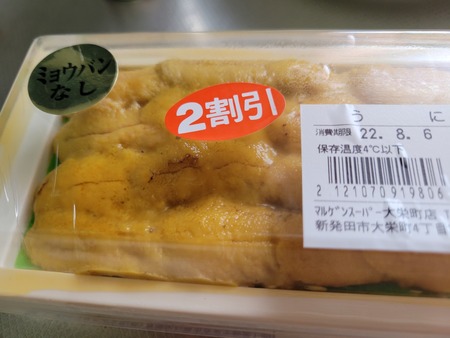 ミョウバン
なし
2割引
うに
消費期限 22. 8. 6
保存温度4℃以下
2 121070 919806
マルゲンスーパー大栄町店
新発田市大栄町4丁